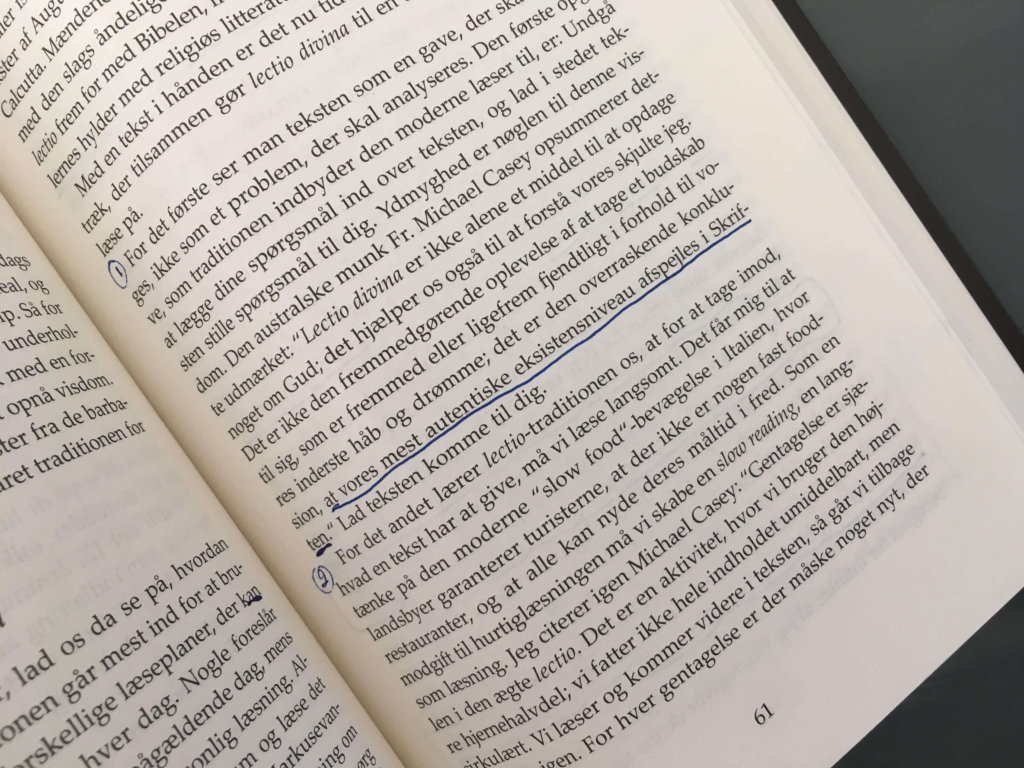 dags
eal, og
p. Så for
underhol-
med en for-
opnå visdom.
ter fra de barba-
aret traditionen for
, lad os da se på, hvordan
onen går mest ind for at bru-
orskellige læseplaner, der kan
hver dag. Nogle foreslår
ågældende dag, mens
onlig læsning. Al-
om og læse det
arkusevan-
ning om
org
ster af Aug
Calcutta. Mændene
med den slags åndelige
lectio frem for med Bibelen,
lernes hylder med religiøs litterat
Med en tekst i hånden er det nu tid
træk, der tilsammen gør lectio divina til en
læse på.
1 For det første ser man teksten som en gave, der ska
ges, ikke som et problem, der skal analyseres. Den første opg
ve, som traditionen indbyder den moderne læser til, er: Undgå
at lægge dine spørgsmål ind over teksten, og lad i stedet tek-
sten stille spørgsmål til dig. Ydmyghed er nøglen til denne vis-
dom. Den australske munk Fr. Michael Casey opsummerer det-
te udmærket: "Lectio divina er ikke alene et middel til at opdage
noget om Gud; det hjælper os også til at forstå vores skjulte jeg.
Det er ikke den fremmedgørende oplevelse af at tage et budskab
til sig, som er fremmed eller ligefrem fjendtligt i forhold til vo-
res inderste håb og drømme; det er den overraskende konklu-
sion, at vores mest autentiske eksistensniveau afspejles i Skrif-
ten." Lad teksten komme til dig.
2 For det andet lærer lectio-traditionen os, at for at tage imod,
hvad en tekst har at give, må vi læse langsomt. Det får mig til at
tænke på den moderne "slow food"-bevægelse i Italien, hvor
landsbyer garanterer turisterne, at der ikke er nogen fast food-
restauranter, og at alle kan nyde deres måltid i fred. Som en
modgift til hurtiglæsningen må vi skabe en slow reading, en lang-
som læsning. Jeg citerer igen Michael Casey: "Gentagelse er sjæ-
len i den ægte lectio. Det er en aktivitet, hvor vi bruger den høj-
re hjernehalvdel; vi fatter ikke hele indholdet umiddelbart, men
cirkulært. Vi læser og kommer videre i teksten, så går vi tilbage
igen. For hver gentagelse er der måske noget nyt, der
61